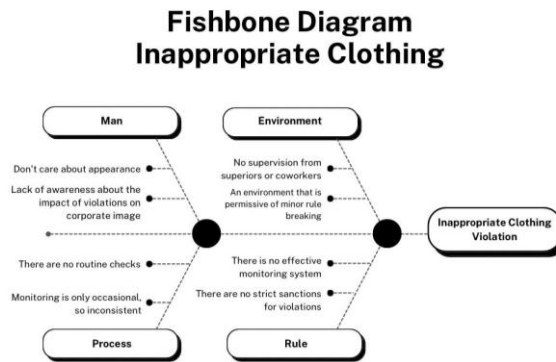 Fishbone Diagram
Inappropriate Clothing
Man
Environment
Don't care about appearance
Lack of awareness about the
impact of violations on
corporate image
No supervision from
superiors or coworkers
An environment that is
permissive of minor rule
breaking
Inappropriate Clothing
Violation
There are no routine checks
Monitoring is only occasional,
so inconsistent
There is no effective
monitoring system
There are no strict sanctions
for violations
Process
Rule